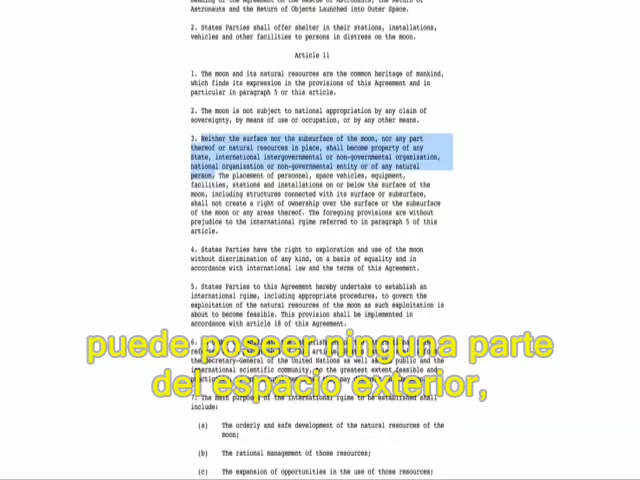 Astronauts and the Return of Objects Launched into Outer Space.
2. States Parties shall offer shelter in their stations, installations,
vehicles and other facilities to persons in distress on the moon.
Article 11
1. The moon and its natural resources are the common heritage of mankind,
which finds its expression in the provisions of this Agreement and in
particular in paragraph 5 or this article.
2. The moon is not subject to national appropriation by any claim of
sovereignty, by means of use or occupation, or by any other means.
3. Neither the surface nor the subsurface of the moon, nor any part
thereof or natural resources in place, shall become property of any
State, international intergovernmental or non-governmental organization,
national organization or non-governmental entity or of any natural
person. The placement of personnel, space vehicles, equipment,
facilities, stations and installations on or below the surface of the
moon, including structures connected with its surface or subsurface,
shall not create a right of ownership over the surface or the subsurface
of the moon or any areas thereof. The foregoing provisions are without
prejudice to the international rgime referred to in paragraph 5 of this
article.
4. States Parties have the right to exploration and use of the moon
without discrimination of any kind, on a basis of equality and in
accordance with international law and the terms of this Agreement.
5. States Parties to this Agreement hereby undertake to establish an
international rgime, including appropriate procedures, to govern the
exploitation of the natural resources of the moon as such exploitation is
about to become feasible. This provision shall be implemented in
accordance with article 18 of this Agreement.
puede posser ninguna parte
del espacio exterior,
the Secretary-General of the United Nations as well as public and the
international scientific community, to the greatest extent feasible and
7. The main purposes of the international rgime to be established shall
include:
(a) The orderly and safe development of the natural resources of the
moon;
(b) The rational management of those resources;
(c) The expansion of opportunities in the use of those resources;